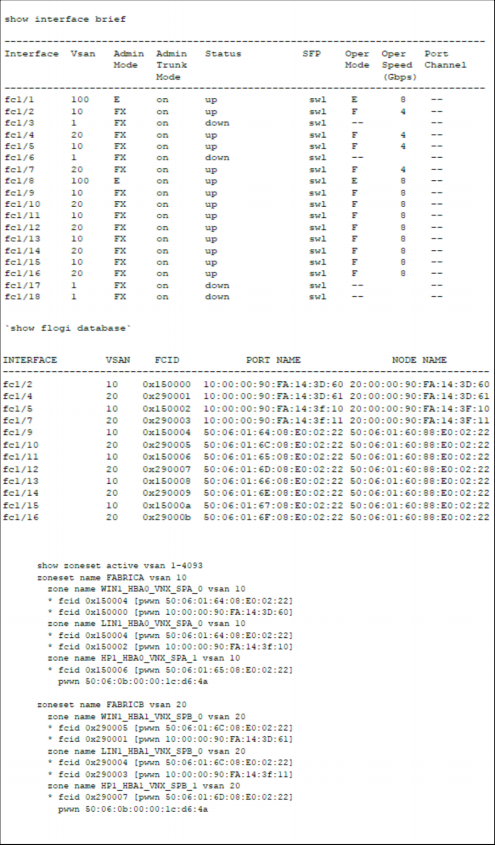 show interface brief
Interface Vsan Admin Admin Status SFP Oper Oper Port
Mode Trunk Mode Speed Channel
Mode (Gbps)
fc1/1 100 E on up swl E 8 --
fc1/2 10 FX on up swl F 4 --
fc1/3 1 FX on down swl -- --
fc1/4 20 FX on up swl F 4 --
fc1/5 10 FX on up swl F 4 --
fc1/6 1 FX on down swl -- --
fc1/7 20 FX on up swl F 4 --
fc1/8 100 E on up swl E 8 --
fc1/9 10 FX on up swl F 8 --
fc1/10 20 FX on up swl F 8 --
fc1/11 10 FX on up swl F 8 --
fc1/12 20 FX on up swl F 8 --
fc1/13 10 FX on up swl F 8 --
fc1/14 20 FX on up swl F 8 --
fc1/15 10 FX on up swl F 8 --
fc1/16 20 FX on up swl F 8 --
fc1/17 1 FX on down swl -- --
fc1/18 1 FX on down swl -- --
`show flogi database`
INTERFACE VSAN FCID PORT NAME NODE NAME
fc1/2 10 0x150000 10:00:00:90:FA:14:3D:60 20:00:00:90:FA:14:3D:60
fc1/4 20 0x290001 10:00:00:90:FA:14:3D:61 20:00:00:90:FA:14:3D:61
fc1/5 10 0x150002 10:00:00:90:FA:14:3f:10 20:00:00:90:FA:14:3F:10
fc1/7 20 0x290003 10:00:00:90:FA:14:3f:11 20:00:00:90:FA:14:3F:11
fc1/9 10 0x150004 50:06:01:64:08:E0:02:22 50:06:01:60:88:E0:02:22
fc1/10 20 0x290005 50:06:01:6C:08:E0:02:22 50:06:01:60:88:E0:02:22
fc1/11 10 0x150006 50:06:01:65:08:E0:02:22 50:06:01:60:88:E0:02:22
fc1/12 20 0x290007 50:06:01:6D:08:E0:02:22 50:06:01:60:88:E0:02:22
fc1/13 10 0x150008 50:06:01:66:08:E0:02:22 50:06:01:60:88:E0:02:22
fc1/14 20 0x290009 50:06:01:6E:08:E0:02:22 50:06:01:60:88:E0:02:22
fc1/15 10 0x15000a 50:06:01:67:08:E0:02:22 50:06:01:60:88:E0:02:22
fc1/16 20 0x29000b 50:06:01:6F:08:E0:02:22 50:06:01:60:88:E0:02:22
show zoneset active vsan 1-4093
zoneset name FABRICA vsan 10
zone name WIN1_HBA0_VNX_SPA_0 vsan 10
* fcid 0x150004 [pwwn 50:06:01:64:08:E0:02:22]
* fcid 0x150000 [pwwn 10:00:00:90:FA:14:3D:60]
zone name LIN1_HBA0_VNX_SPA_0 vsan 10
* fcid 0x150004 [pwwn 50:06:01:64:08:E0:02:22]
* fcid 0x150002 [pwwn 10:00:00:90:FA:14:3f:10]
zone name HP1_HBA0_VNX_SPA_1 vsan 10
* fcid 0x150006 [pwwn 50:06:01:65:08:E0:02:22]
pwwn 50:06:0b:00:00:1c:d6:4a
zoneset name FABRICB vsan 20
zone name WIN1_HBA1_VNX_SPB_0 vsan 20
* fcid 0x290005 [pwwn 50:06:01:6C:08:E0:02:22]
* fcid 0x290001 [pwwn 10:00:00:90:FA:14:3D:61]
zone name LIN1_HBA1_VNX_SPB_0 vsan 20
* fcid 0x290004 [pwwn 50:06:01:6C:08:E0:02:22]
* fcid 0x290003 [pwwn 10:00:00:90:FA:14:3f:11]
zone name HP1_HBA1_VNX_SPB_1 vsan 20
* fcid 0x290007 [pwwn 50:06:01:6D:08:E0:02:22]
pwwn 50:06:0b:00:00:1c:d6:4a